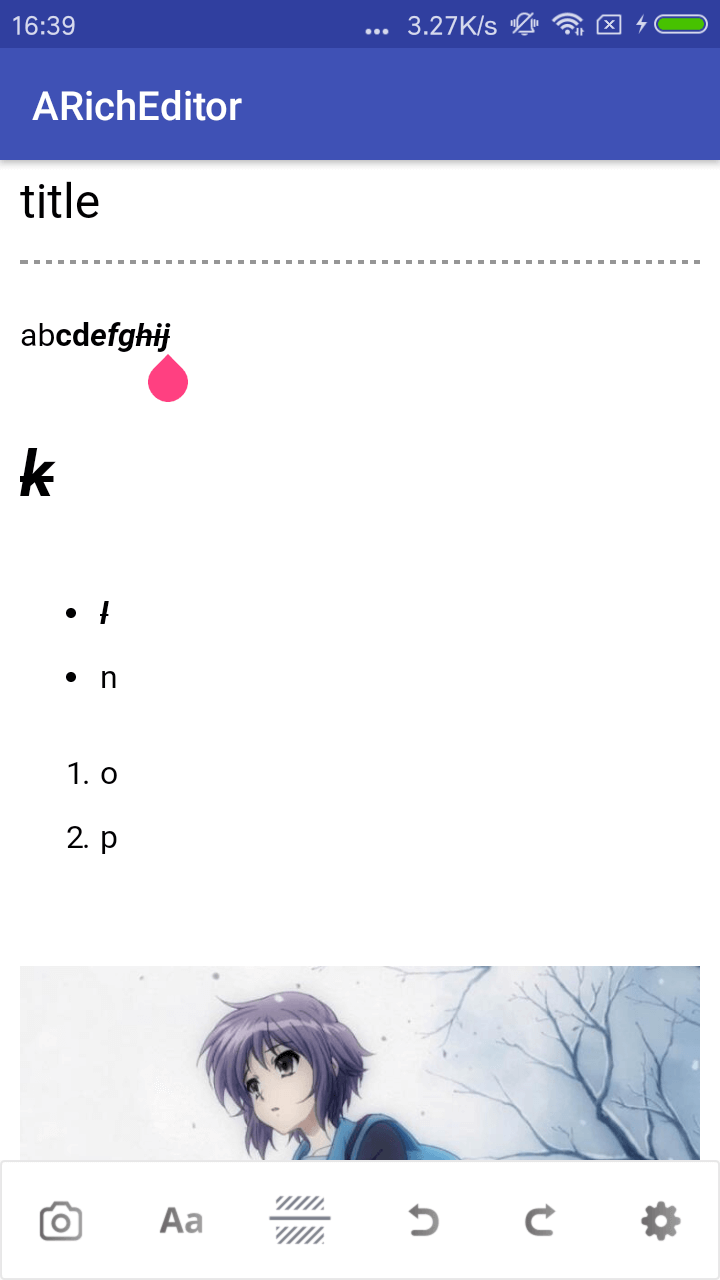 16:39 ... 3.27K/s
ARichEditor
title
abcdefghij
k
• l
• n
1. o
2. p
Aa